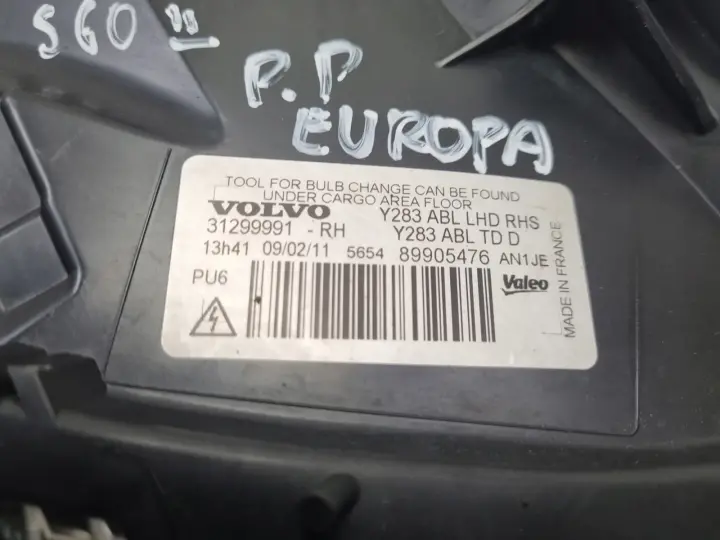 S60 II
P.P
EUROPA
TOOL FOR BULB CHANGE CAN BE FOUND
UNDER CARGO AREA FLOOR
VOLVO Y283 ABL LHD RHS
31299991 - RH Y283 ABL TD D
13h41 09/02/11 5654 89905476 AN1JE
PU6
Valeo
MADE IN FRANCE